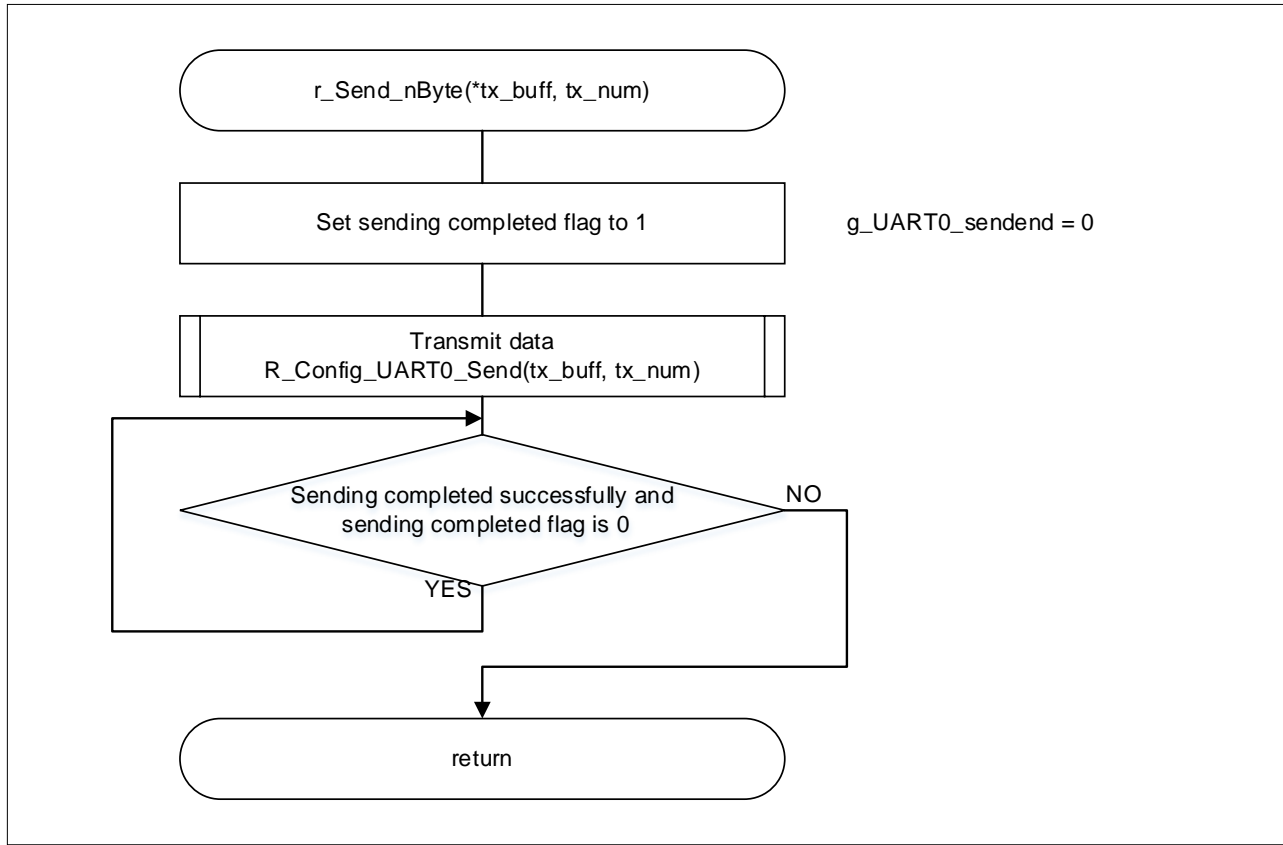 r_Send_nByte(*tx_buff, tx_num)
Set sending completed flag to 1
g_UART0_sendend = 0
Transmit data
R_Config_UART0_Send(tx_buff, tx_num)
Sending completed successfully and
sending completed flag is 0
NO
YES
return